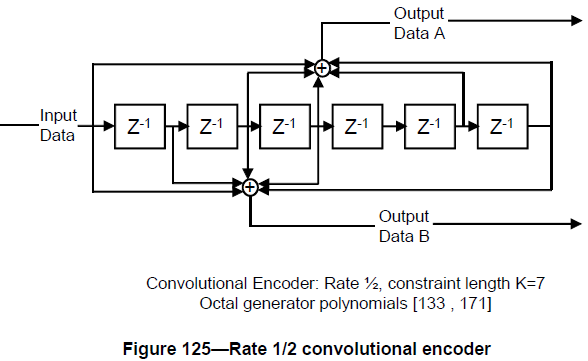 Output
Data A
Input
Data
Z-1
Z-1
Z-1
Z-1
Z-1
Z-1
+
+
Output
Data B
Convolutional Encoder: Rate ½, constraint length K=7
Octal generator polynomials [133 , 171]
Figure 125—Rate 1/2 convolutional encoder